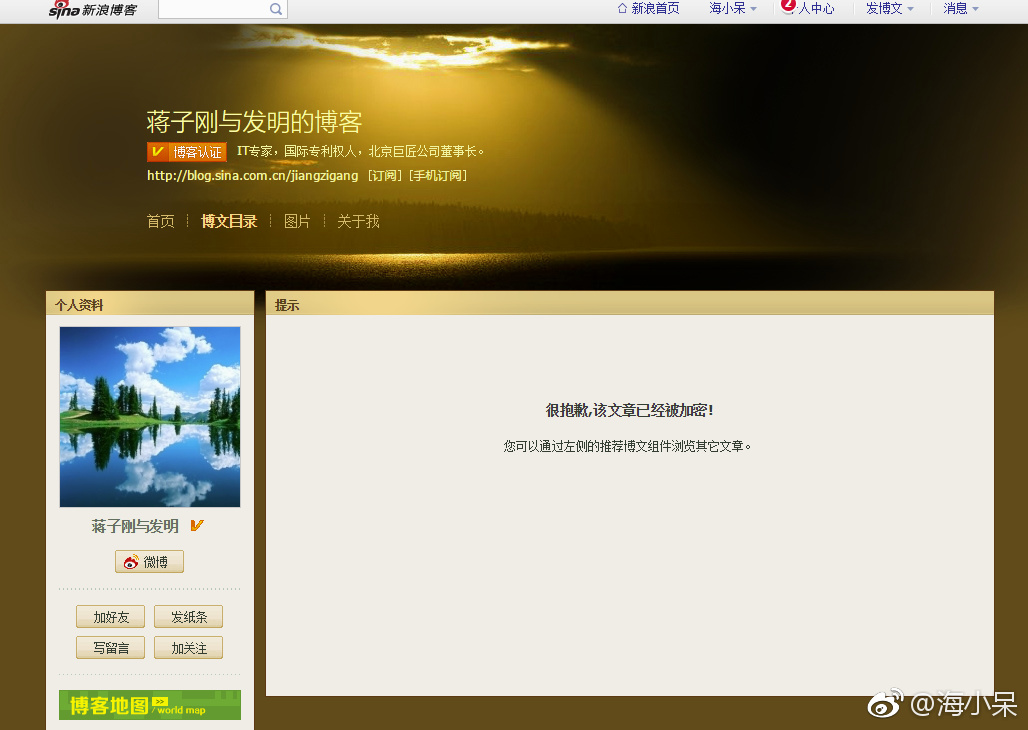 sina 新浪博客
新浪首页 海小呆 2 人中心 发博文 消息
蒋子刚与发明的博客
V 博客认证 IT专家，国际专利权人，北京巨匠公司董事长。
http://blog.sina.com.cn/jiangzigang [订阅] [手机订阅]
首页 博文目录 图片 关于我
个人资料
提示
很抱歉,该文章已经被加密!
您可以通过左侧的推荐博文组件浏览其它文章。
蒋子刚与发明
微博
加好友 发纸条
写留言 加关注
博客地图 >> / world map
@海小呆